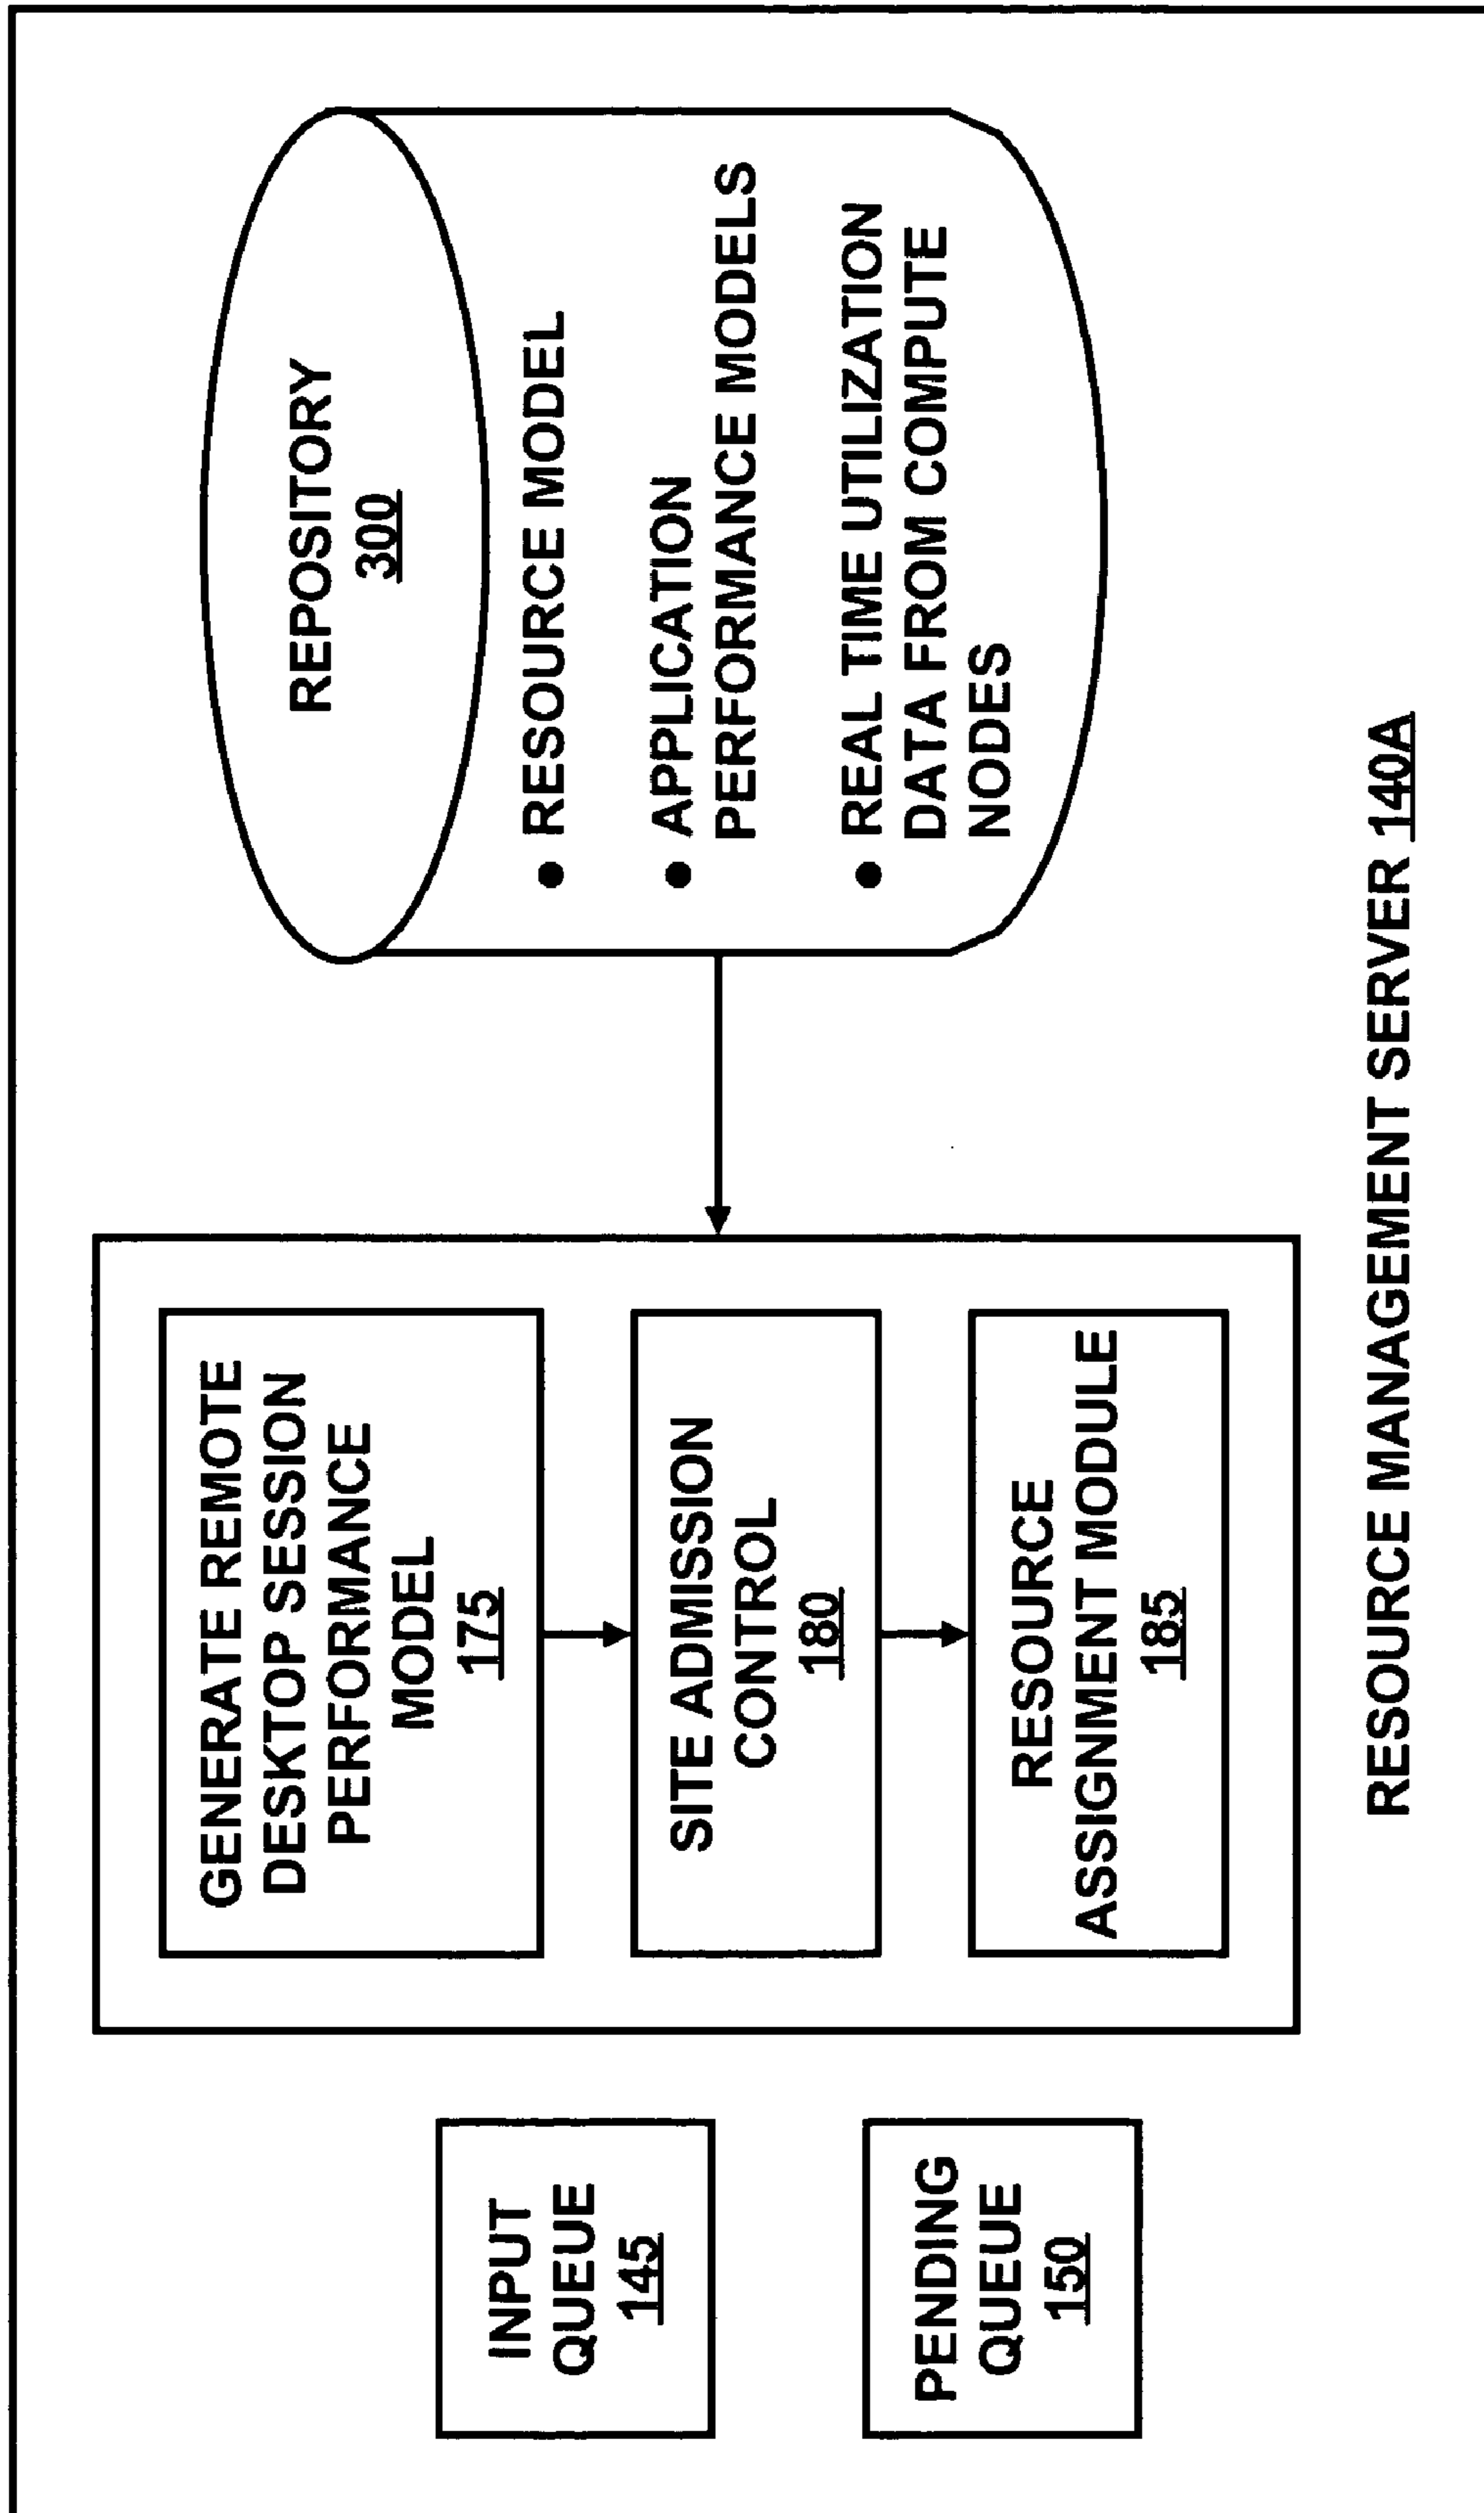 INPUT
QUEUE
145
PENDING
QUEUE
150
GENERATE REMOTE
DESKTOP SESSION
PERFORMANCE
MODEL
175
SITE ADMISSION
CONTROL
180
RESOURCE
ASSIGNMENT MODULE
185
REPOSITORY
300
• RESOURCE MODEL
• APPLICATION
PERFORMANCE MODELS
• REAL TIME UTILIZATION
DATA FROM COMPUTE
NODES
RESOURCE MANAGEMENT SERVER 140A